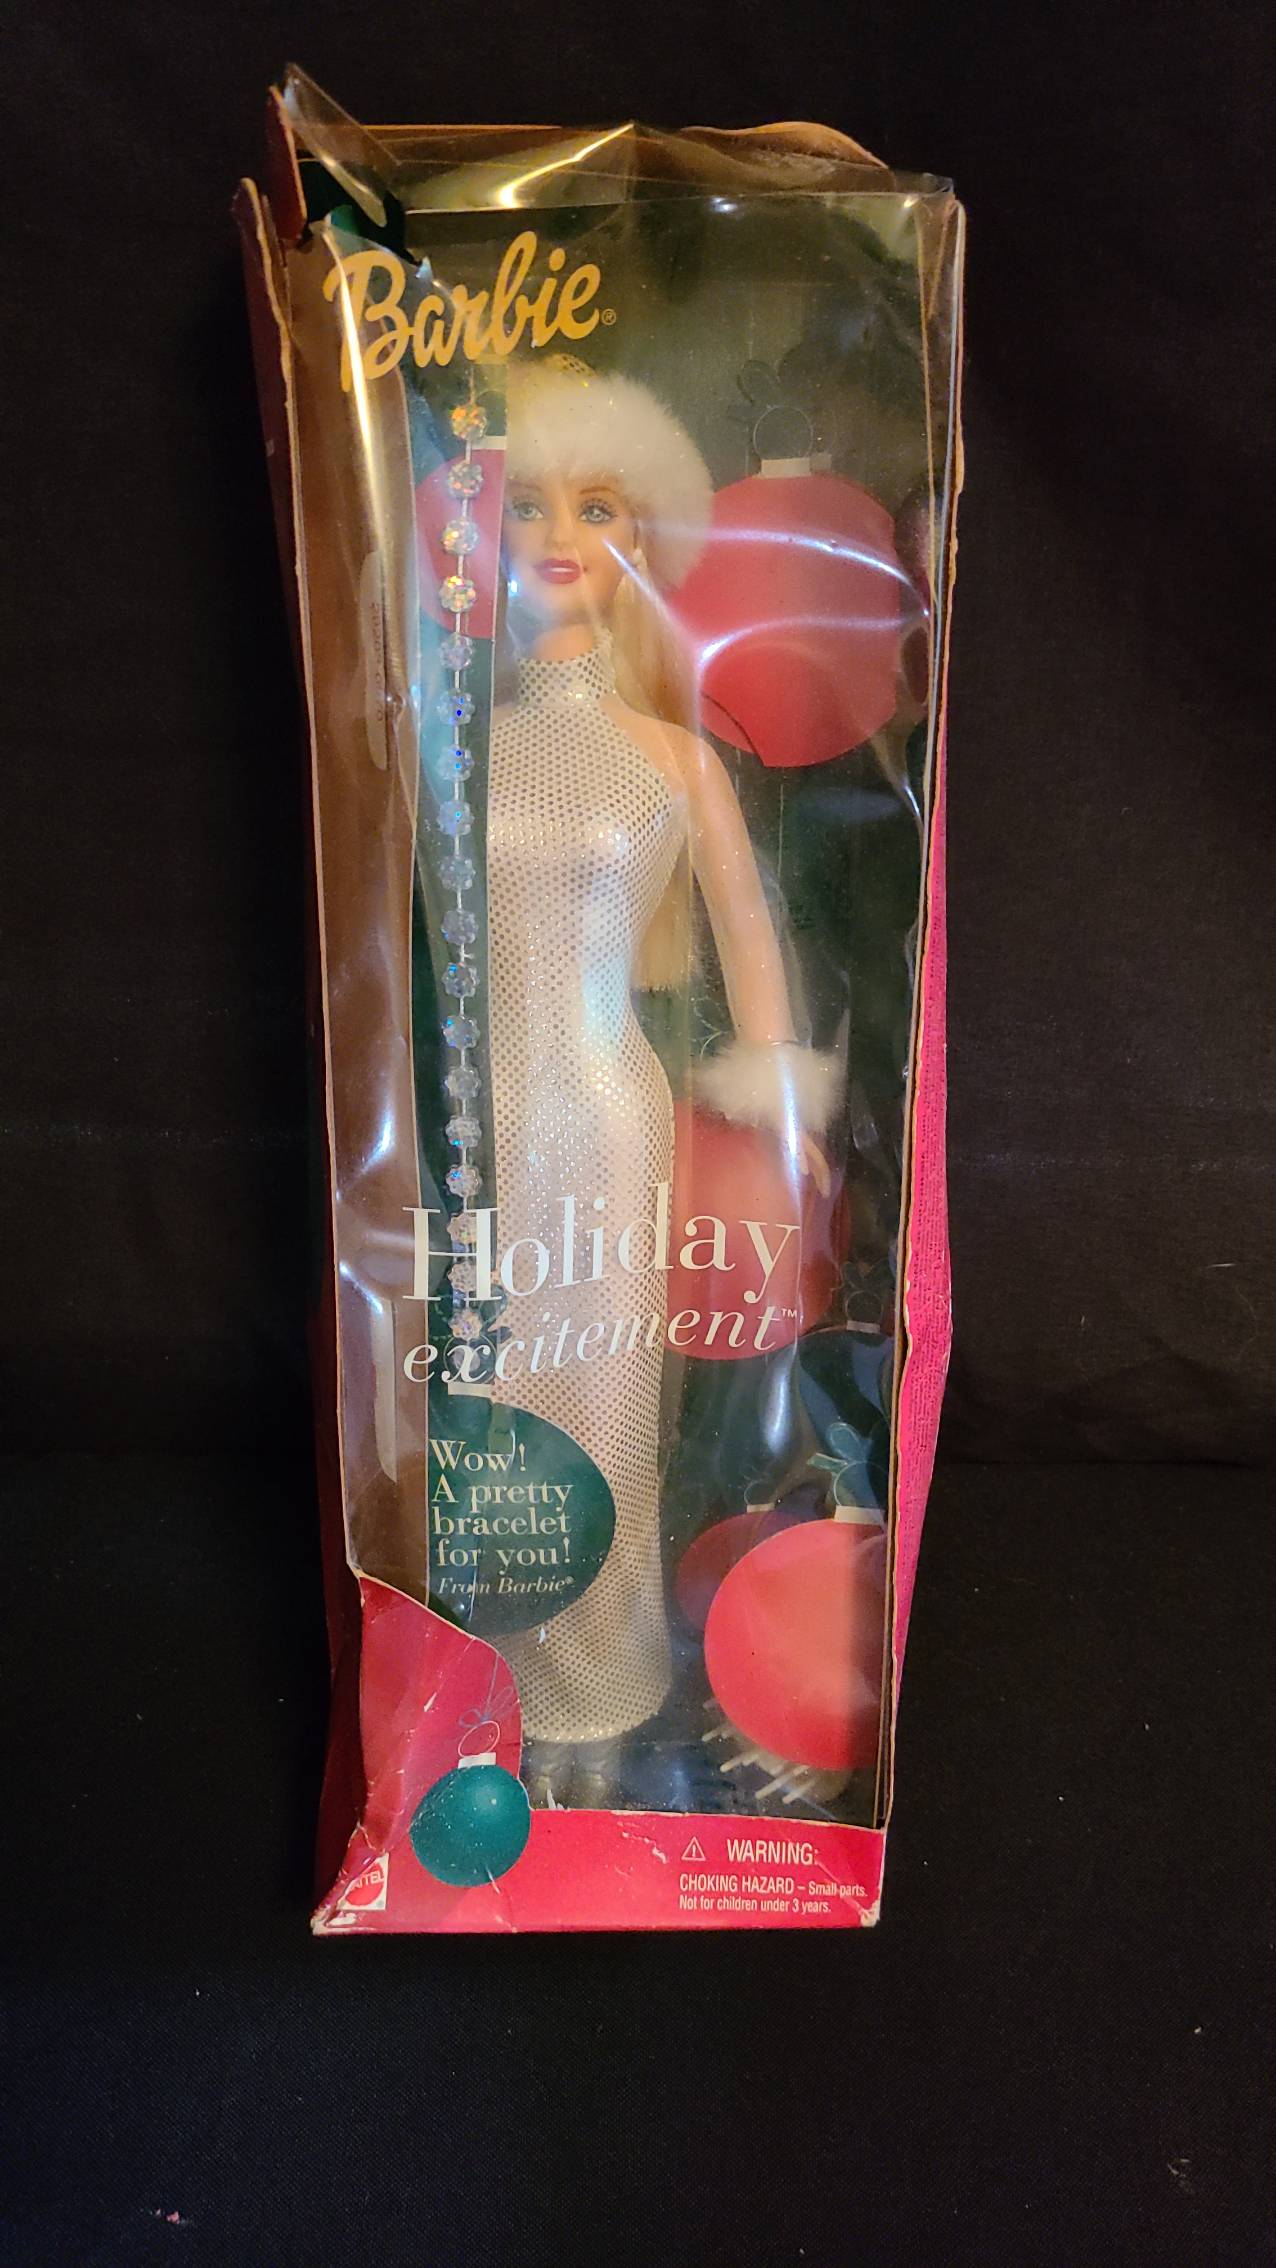 Barbie®
Holiday
excitement™
Wow!
A pretty
bracelet
for you!
From Barbie®
⚠ WARNING:
CHOKING HAZARD – Small parts.
Not for children under 3 years.